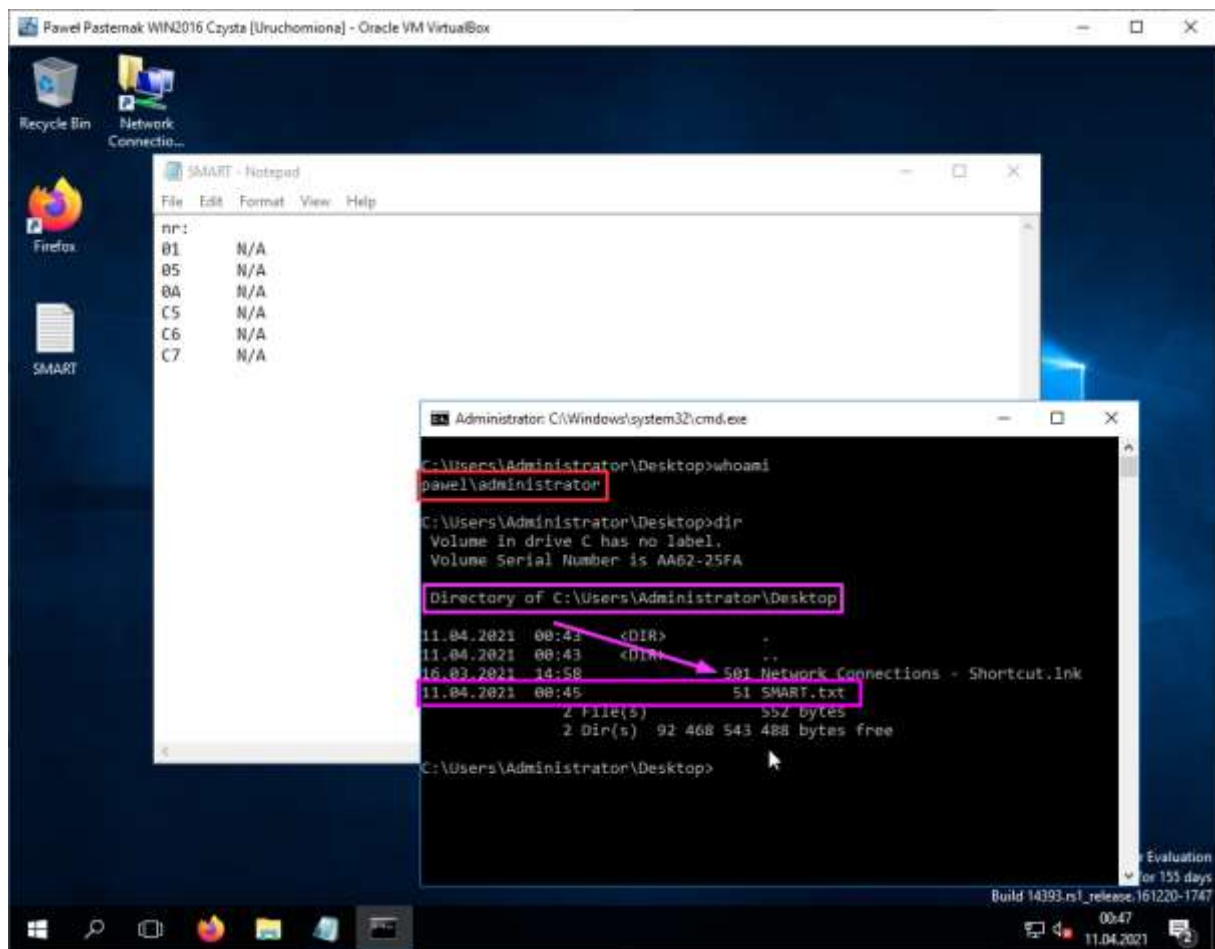 Paweł Pasternak WIN2016 Czysta [Uruchomiona] - Oracle VM VirtualBox
Recycle Bin
Network
Connectio...
Firefox
SMART
SMART - Notepad
File Edit Format View Help
nr:
01 N/A
05 N/A
0A N/A
C5 N/A
C6 N/A
C7 N/A
Administrator: C:\Windows\system32\cmd.exe
C:\Users\Administrator\Desktop>whoami
pawel\administrator
C:\Users\Administrator\Desktop>dir
Volume in drive C has no label.
Volume Serial Number is AA62-25FA
Directory of C:\Users\Administrator\Desktop
11.04.2021 00:43 <DIR> .
11.04.2021 00:43 <DIR> ..
16.03.2021 14:58 501 Network Connections - Shortcut.lnk
11.04.2021 00:45 51 SMART.txt
2 File(s) 552 bytes
2 Dir(s) 92 468 543 488 bytes free
C:\Users\Administrator\Desktop>
Evaluation
for 155 days
Build 14393.rs1_release.161220-1747
00:47
11.04.2021
2